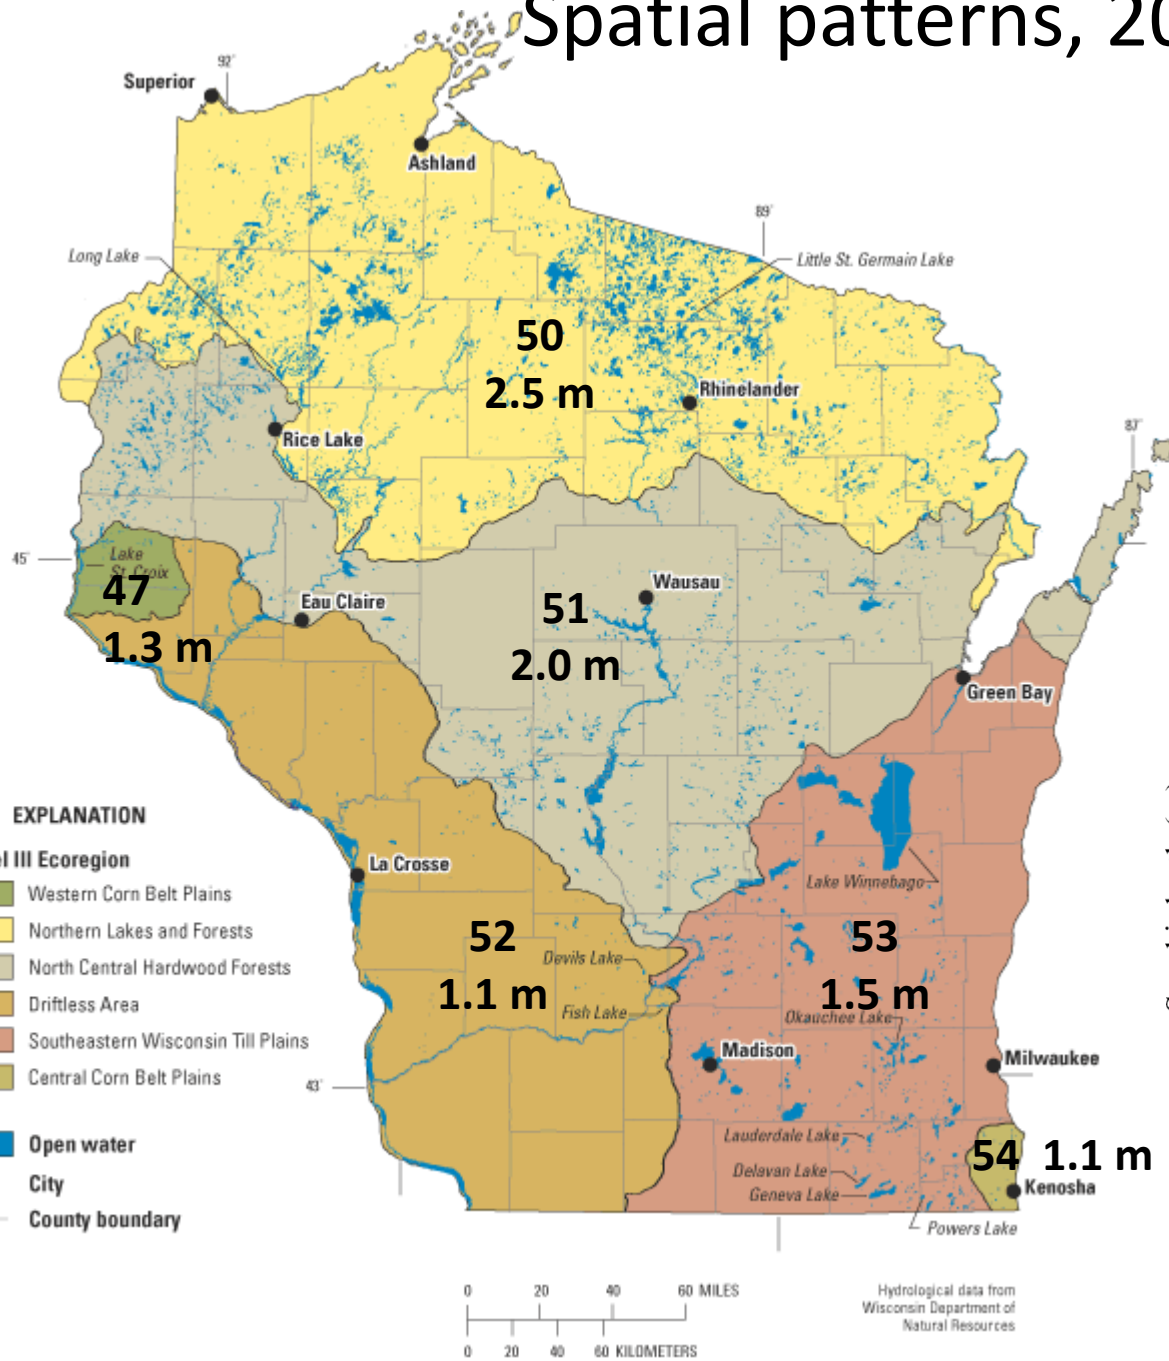 Spatial patterns, 20
92°
Superior
Ashland
89°
Long Lake
Little St. Germain Lake
50
2.5 m
Rhinelander
87°
Rice Lake
45°
Lake
St. Croix
47
1.3 m
Eau Claire
Wausau
51
2.0 m
Green Bay
EXPLANATION
l III Ecoregion
Western Corn Belt Plains
Northern Lakes and Forests
North Central Hardwood Forests
Driftless Area
Southeastern Wisconsin Till Plains
Central Corn Belt Plains
Open water
City
County boundary
La Crosse
Lake Winnebago
52
1.1 m
Devils Lake
Fish Lake
53
1.5 m
Okauchee Lake
Madison
Milwaukee
43°
Lauderdale Lake
Delavan Lake
Geneva Lake
54 1.1 m
Kenosha
Powers Lake
0 20 40 60 MILES
0 20 40 60 KILOMETERS
Hydrological data from
Wisconsin Department of
Natural Resources